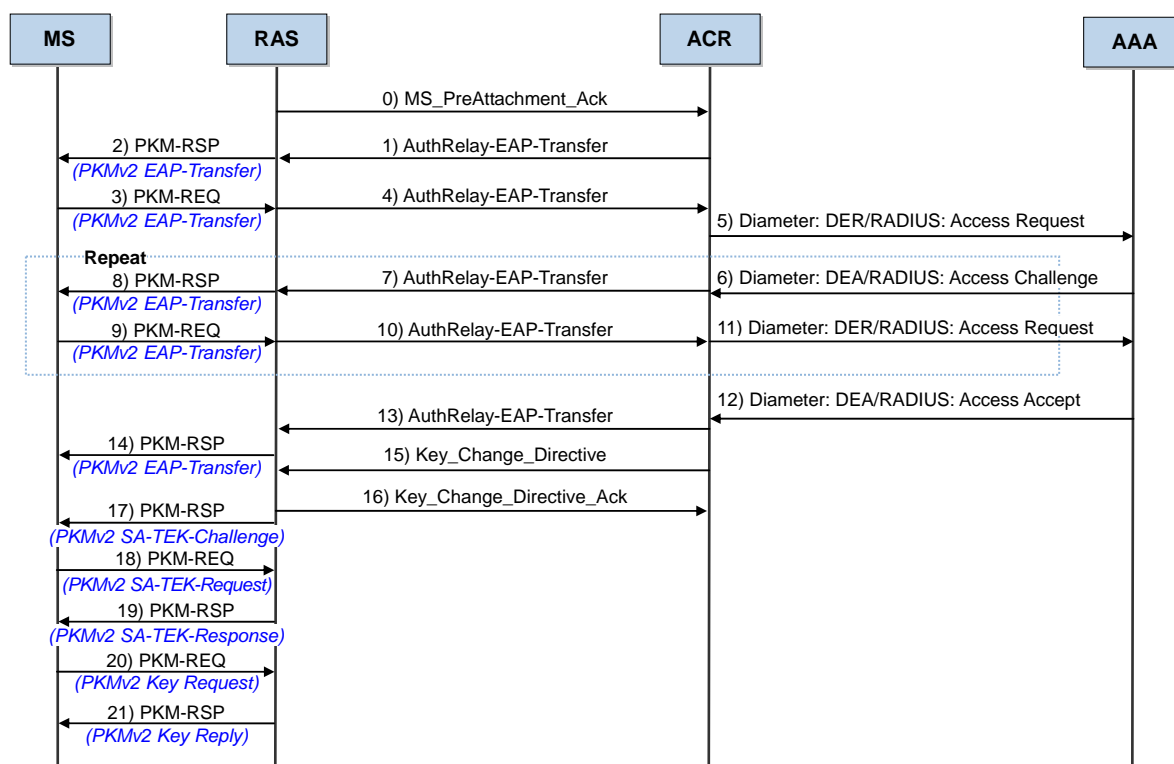 MS
RAS
ACR
AAA
0) MS_PreAttachment_Ack
2) PKM-RSP
(PKMv2 EAP-Transfer)
1) AuthRelay-EAP-Transfer
3) PKM-REQ
(PKMv2 EAP-Transfer)
4) AuthRelay-EAP-Transfer
5) Diameter: DER/RADIUS: Access Request
Repeat
8) PKM-RSP
(PKMv2 EAP-Transfer)
7) AuthRelay-EAP-Transfer
6) Diameter: DEA/RADIUS: Access Challenge
9) PKM-REQ
(PKMv2 EAP-Transfer)
10) AuthRelay-EAP-Transfer
11) Diameter: DER/RADIUS: Access Request
12) Diameter: DEA/RADIUS: Access Accept
13) AuthRelay-EAP-Transfer
14) PKM-RSP
(PKMv2 EAP-Transfer)
15) Key_Change_Directive
16) Key_Change_Directive_Ack
17) PKM-RSP
(PKMv2 SA-TEK-Challenge)
18) PKM-REQ
(PKMv2 SA-TEK-Request)
19) PKM-RSP
(PKMv2 SA-TEK-Response)
20) PKM-REQ
(PKMv2 Key Request)
21) PKM-RSP
(PKMv2 Key Reply)